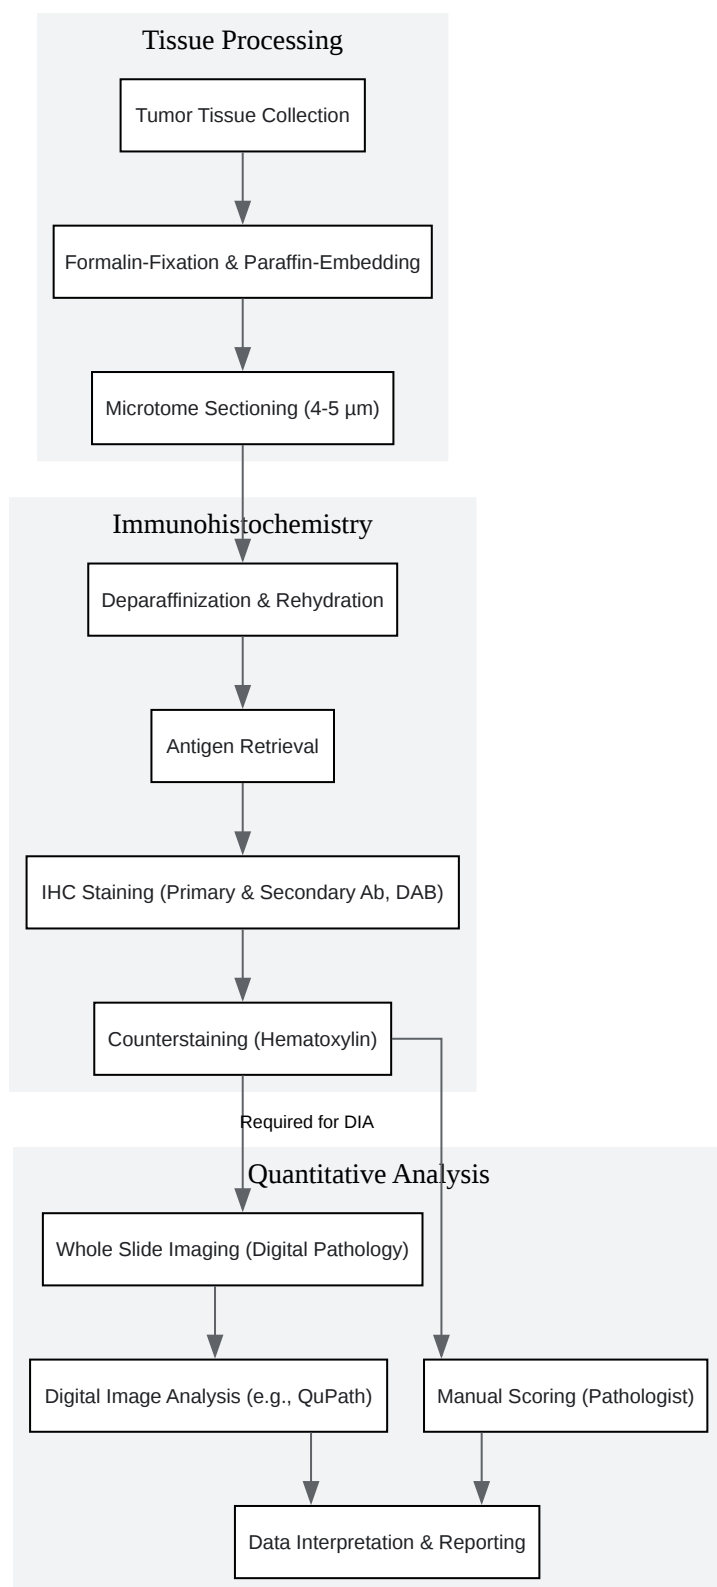 Tissue Processing
Tumor Tissue Collection
Formalin-Fixation & Paraffin-Embedding
Microtome Sectioning (4-5 µm)
Immunohistochemistry
Deparaffinization & Rehydration
Antigen Retrieval
IHC Staining (Primary & Secondary Ab, DAB)
Counterstaining (Hematoxylin)
Required for DIA
Quantitative Analysis
Whole Slide Imaging (Digital Pathology)
Digital Image Analysis (e.g., QuPath)
Manual Scoring (Pathologist)
Data Interpretation & Reporting